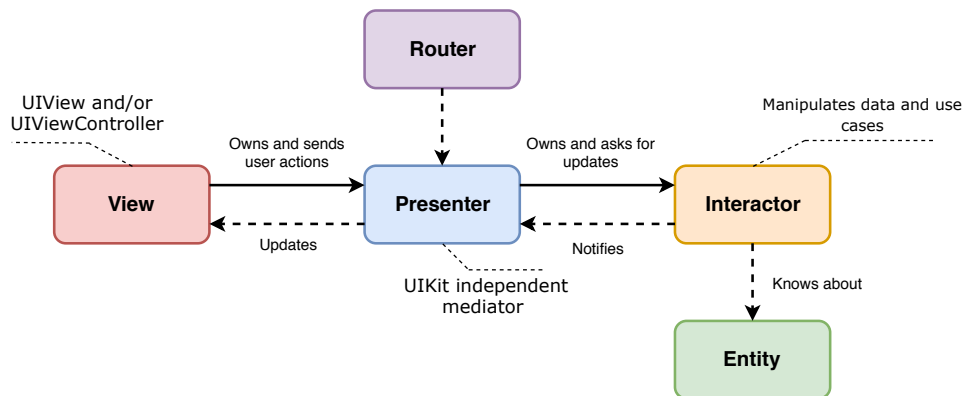 Router
UIView and/or
UIViewController
Manipulates data and use
cases
Owns and sends
user actions
Owns and asks for
updates
View
Presenter
Interactor
Updates
Notifies
UIKit independent
mediator
Knows about
Entity